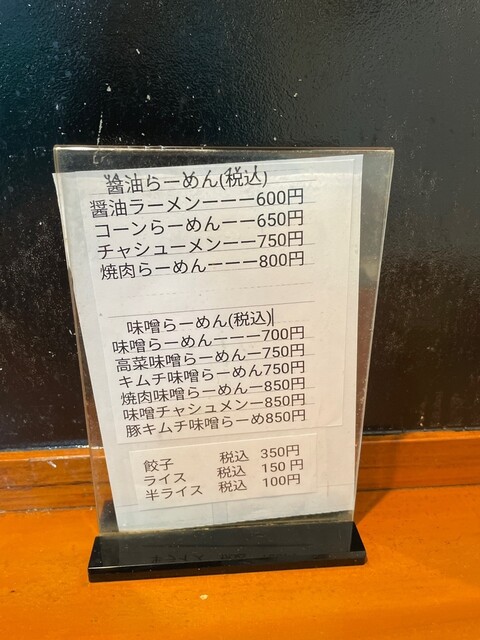 醤油らーめん(税込)
醤油ラーメンーーー600円
コーンらーめんーー650円
チャシューメンーー750円
焼肉らーめんーーー800円
味噌らーめん(税込)
味噌らーめんーーー700円
高菜味噌らーめんー750円
キムチ味噌らーめん750円
焼肉味噌らーめんー850円
味噌チャシュメンー850円
豚キムチ味噌らーめ850円
餃子 税込 350円
ライス 税込 150円
半ライス 税込 100円